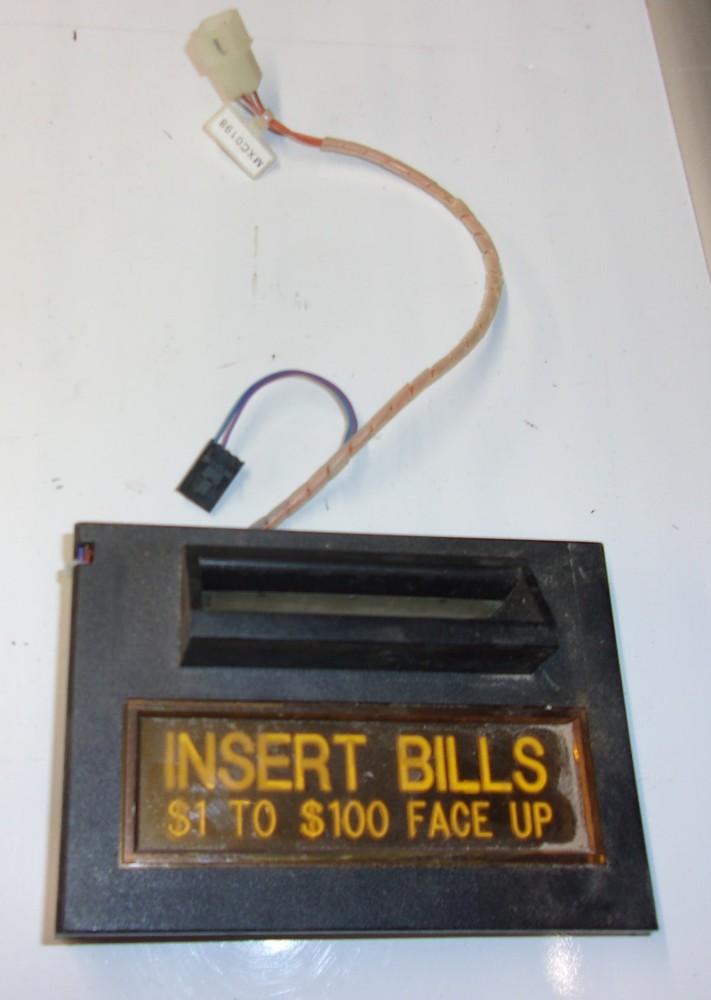 MXC0198
INSERT BILLS
$1 TO $100 FACE UP